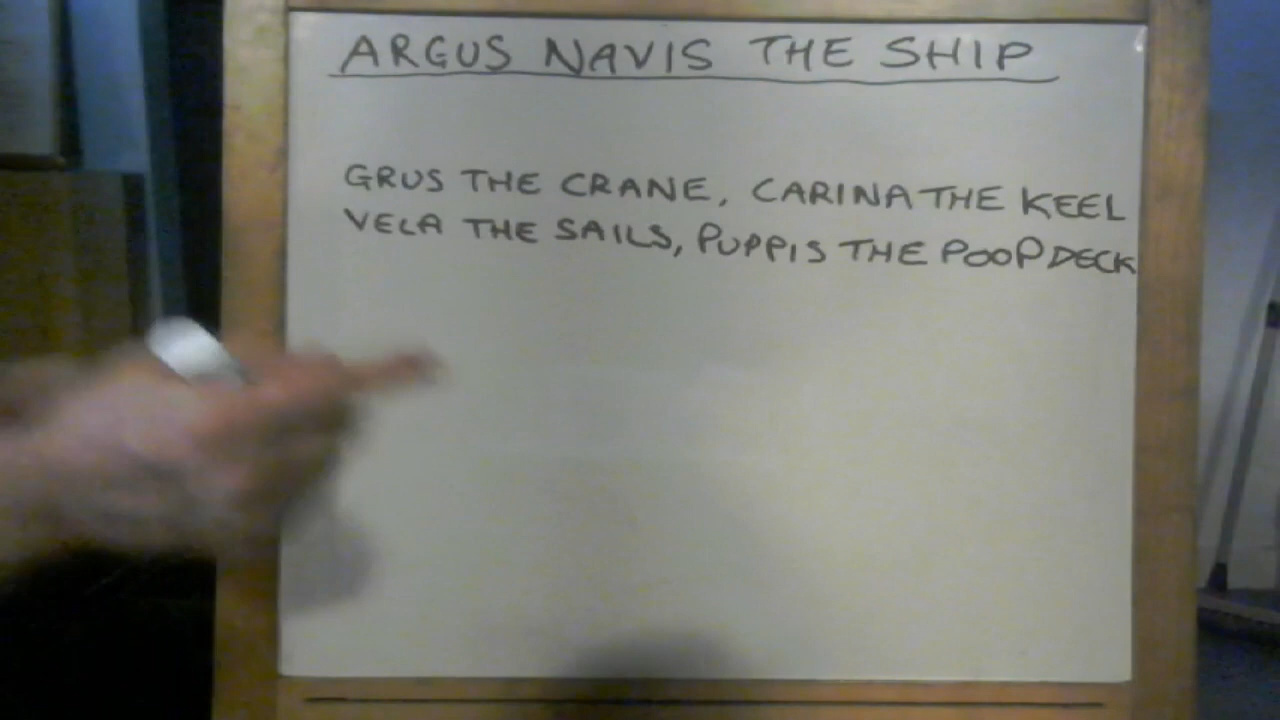 ARGUS NAVIS THE SHIP
GRUS THE CRANE, CARINA THE KEEL
VELA THE SAILS, PUPPIS THE POOP DECK